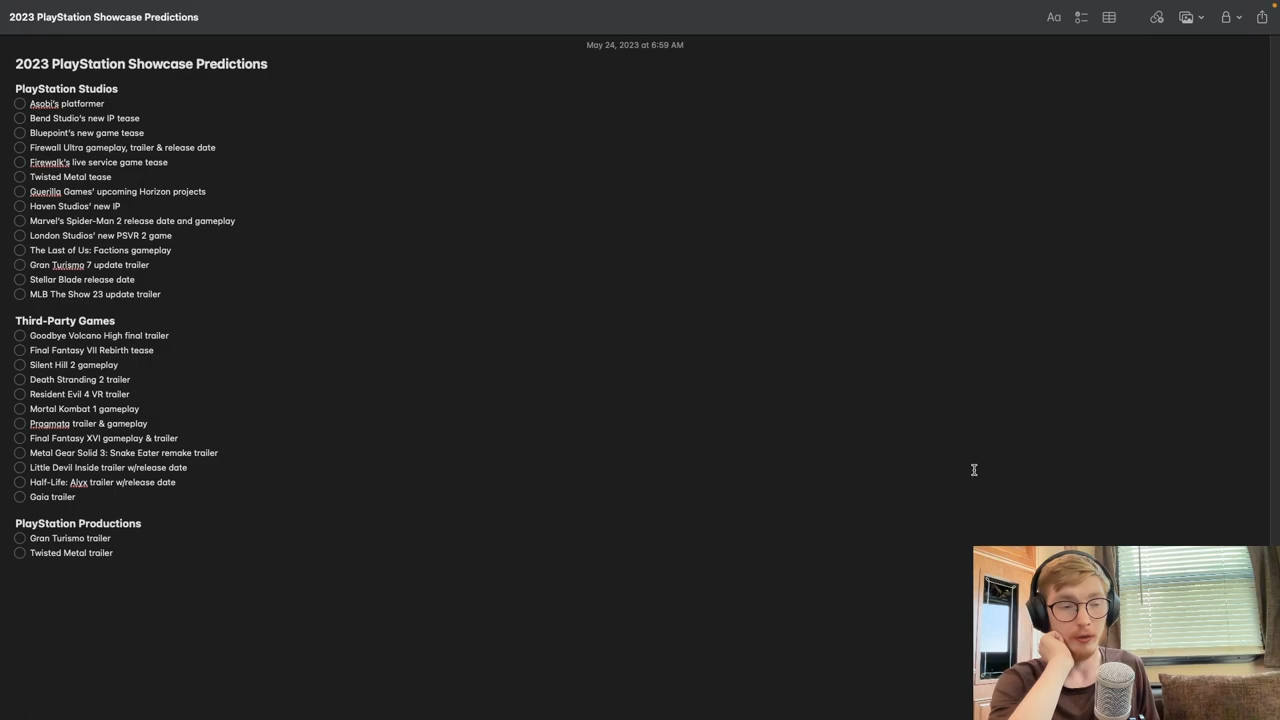 2023 PlayStation Showcase Predictions
Aa
May 24, 2023 at 6:59 AM
2023 PlayStation Showcase Predictions
PlayStation Studios
Asobi's platformer
Bend Studio's new IP tease
Bluepoint's new game tease
Firewall Ultra gameplay, trailer & release date
Firewalk's live service game tease
Twisted Metal tease
Guerilla Games' upcoming Horizon projects
Haven Studios' new IP
Marvel's Spider-Man 2 release date and gameplay
London Studios' new PSVR 2 game
The Last of Us: Factions gameplay
Gran Turismo 7 update trailer
Stellar Blade release date
MLB The Show 23 update trailer
Third-Party Games
Goodbye Volcano High final trailer
Final Fantasy VII Rebirth tease
Silent Hill 2 gameplay
Death Stranding 2 trailer
Resident Evil 4 VR trailer
Mortal Kombat 1 gameplay
Pragmata trailer & gameplay
Final Fantasy XVI gameplay & trailer
Metal Gear Solid 3: Snake Eater remake trailer
Little Devil Inside trailer w/release date
Half-Life: Alyx trailer w/release date
Gaia trailer
PlayStation Productions
Gran Turismo trailer
Twisted Metal trailer